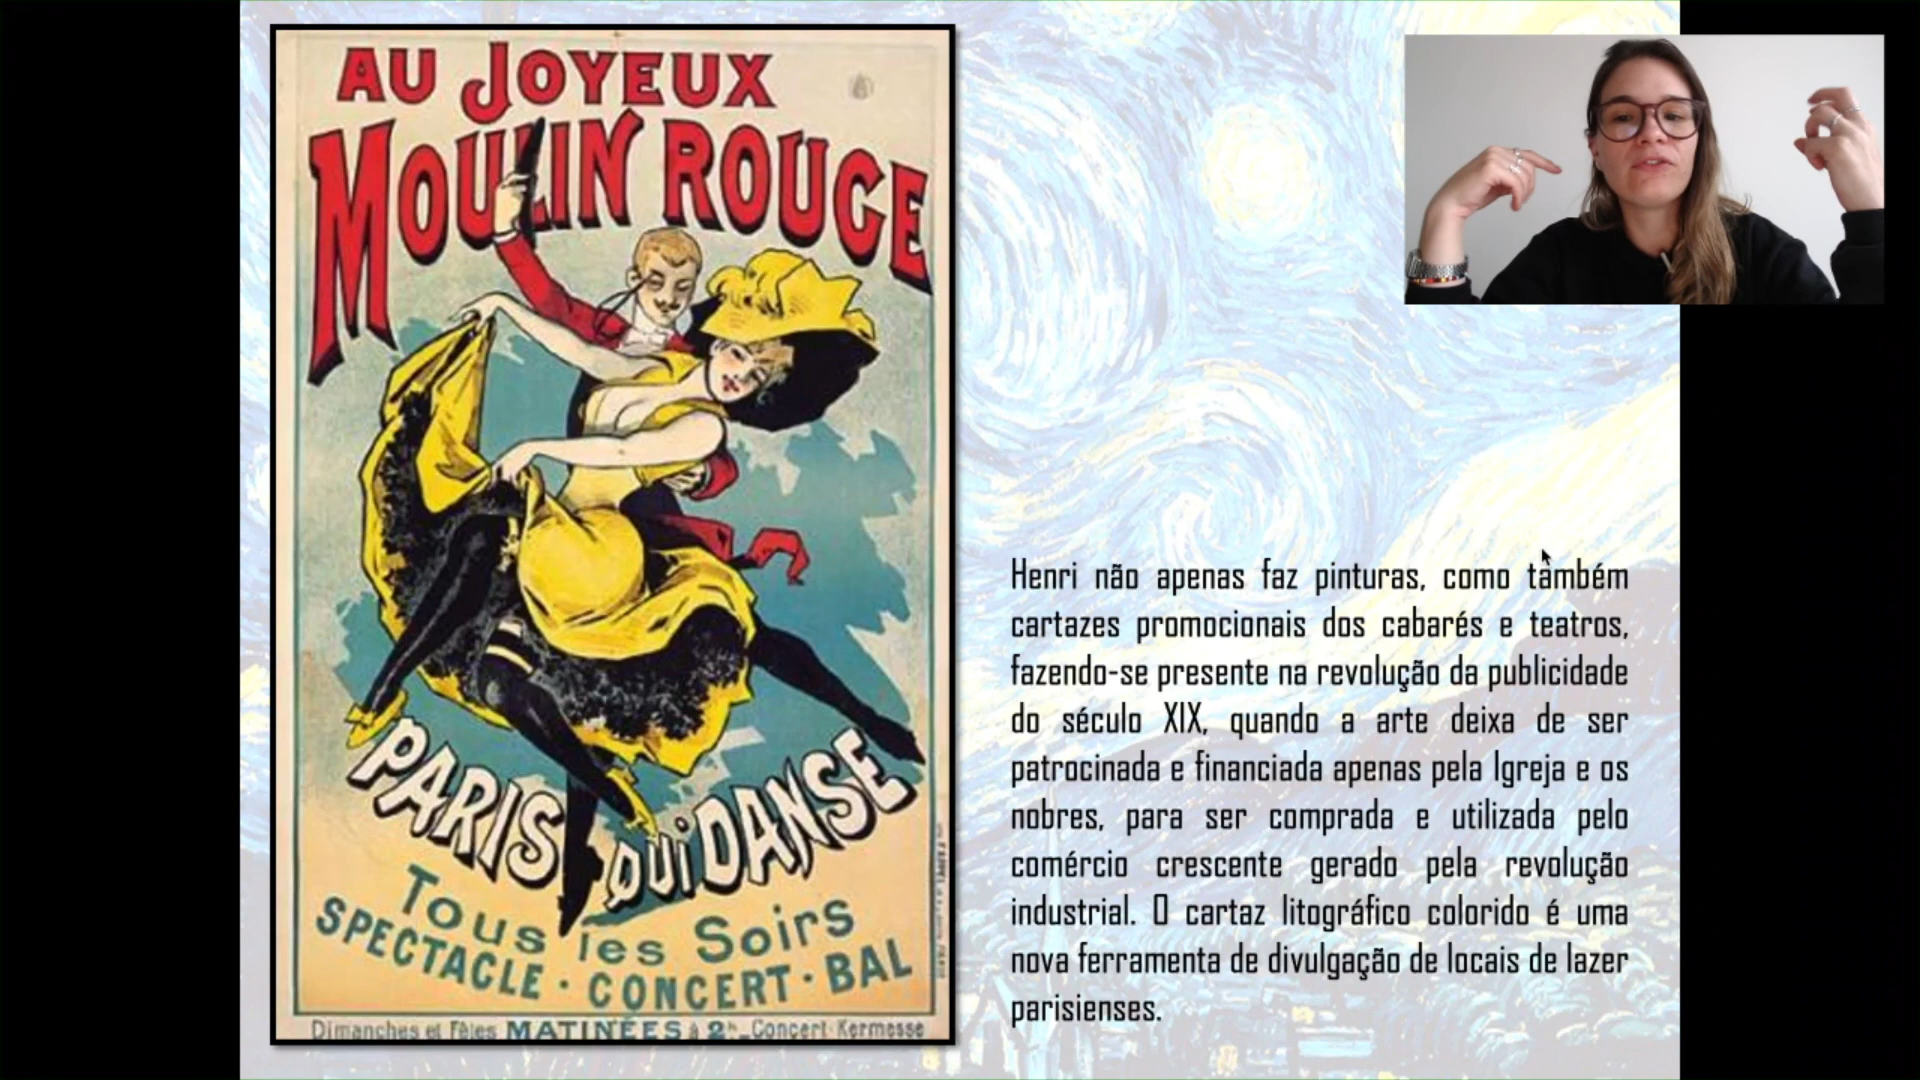 AU JOYEUX
MOULIN ROUGE
PARIS QUI DANSE
Tous les Soirs
SPECTACLE · CONCERT · BAL
Dimanches et Fêtes MATINÉES à 2h_Concert-Kermesse
Henri não apenas faz pinturas, como também
cartazes promocionais dos cabarés e teatros,
fazendo-se presente na revolução da publicidade
do século XIX, quando a arte deixa de ser
patrocinada e financiada apenas pela Igreja e os
nobres, para ser comprada e utilizada pelo
comércio crescente gerado pela revolução
industrial. O cartaz litográfico colorido é uma
nova ferramenta de divulgação de locais de lazer
parisienses.